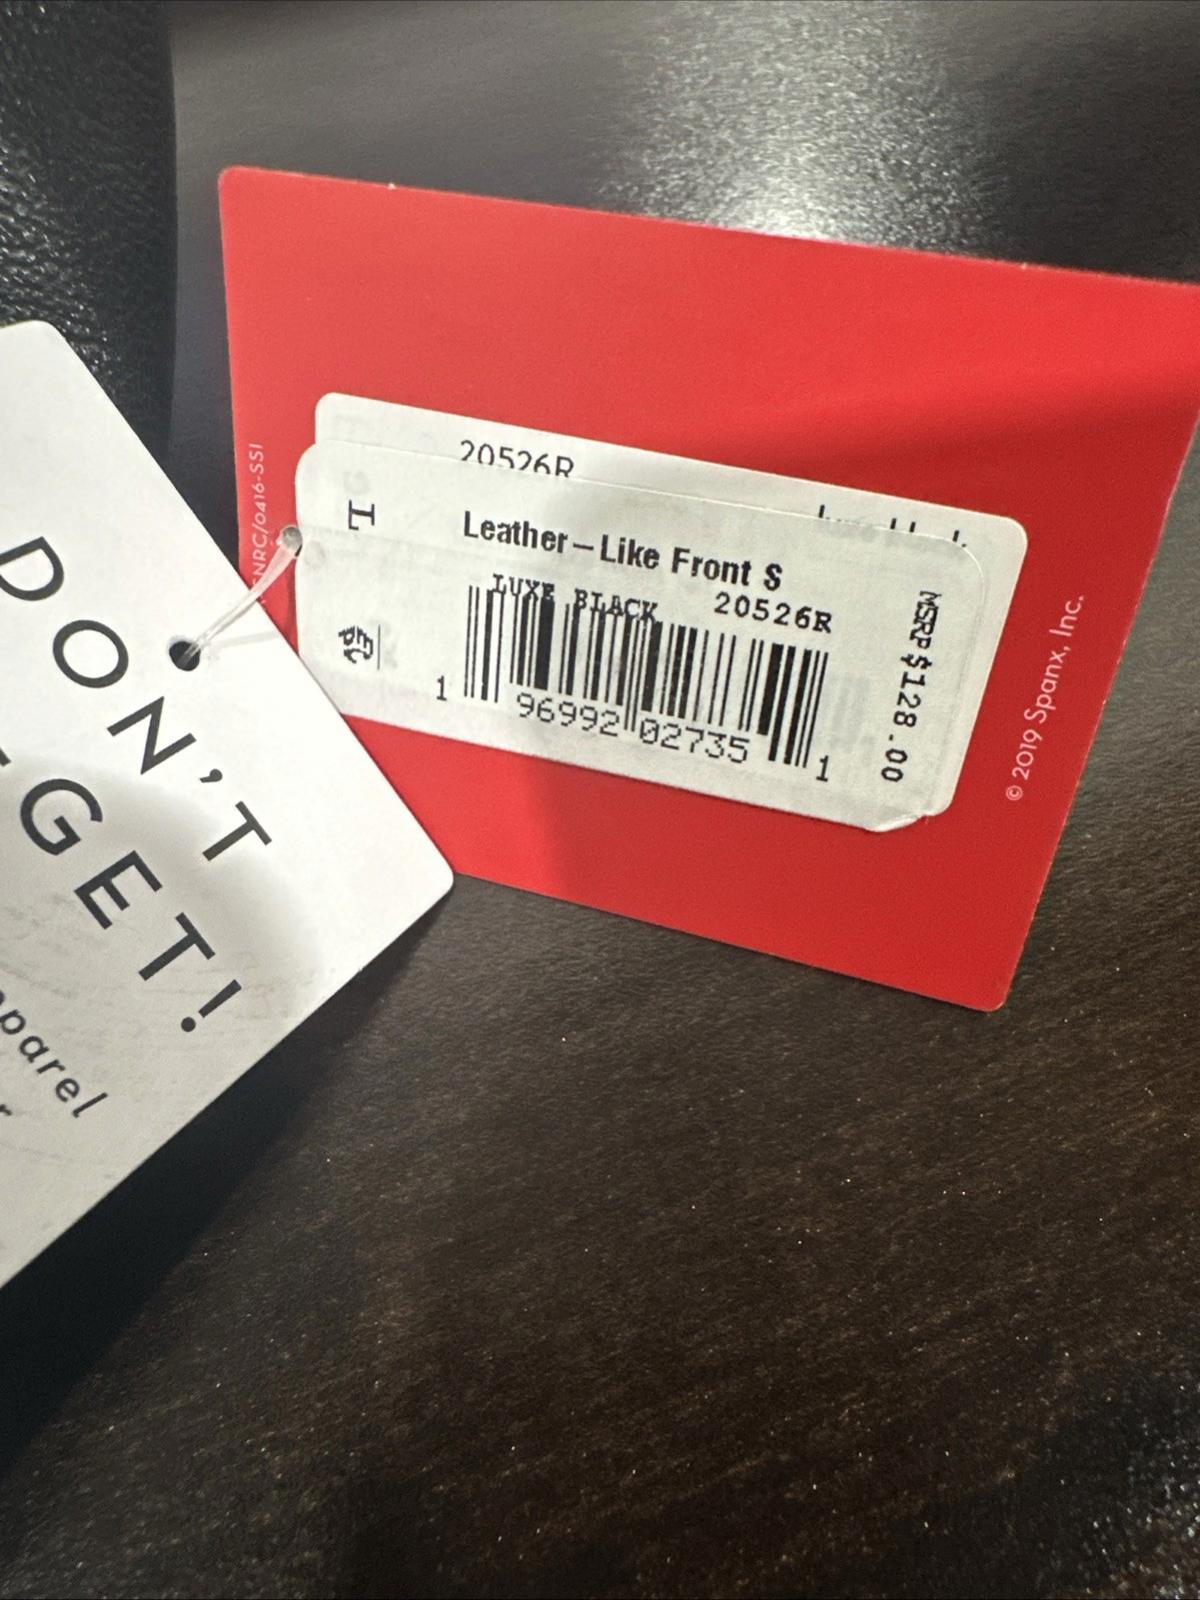 DON'T
GET!
L
20526R
Leather-Like Front S
LUXE BLACK 20526R
1 96992 02735 1
MSRP $128.00
© 2019 Spanx, Inc.